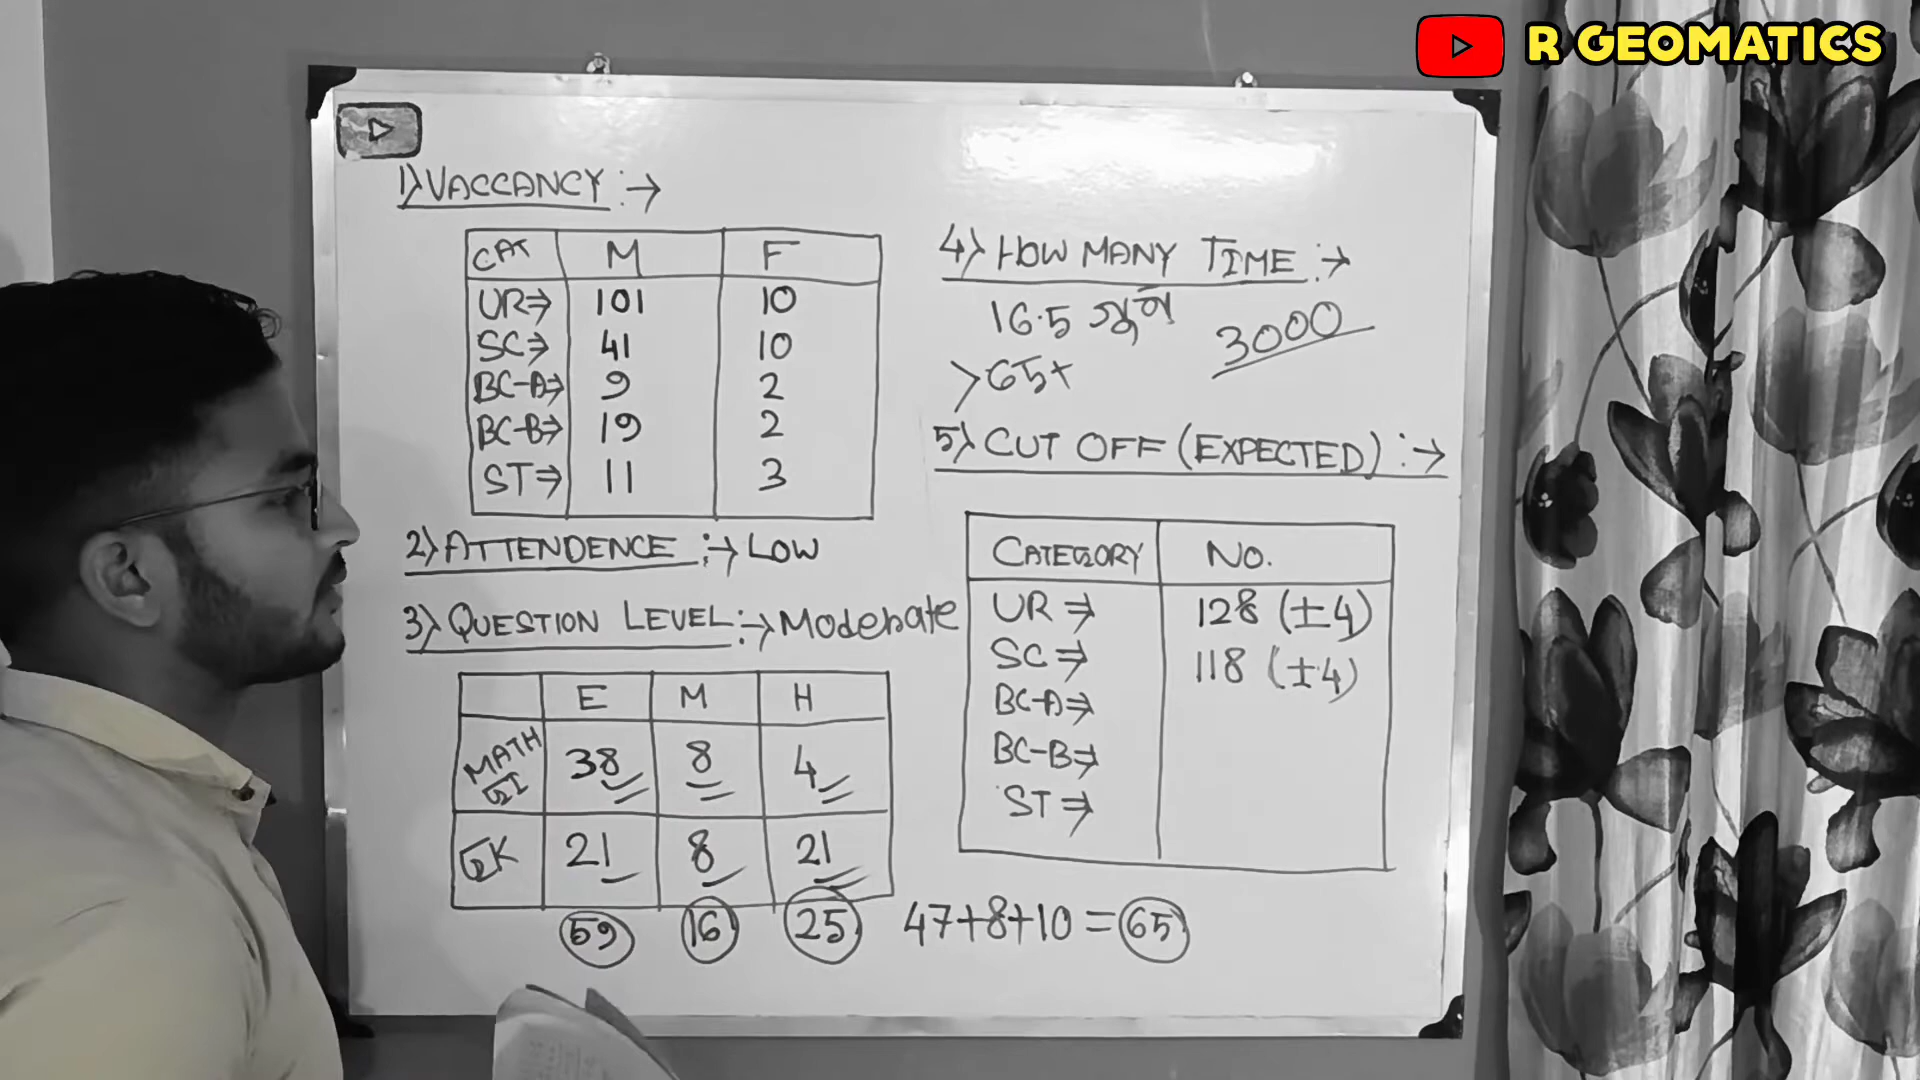 R GEOMATICS
1) VACCANCY :→
CAT M F
UR⇒ 101 10
SC⇒ 41 10
BC-A⇒ 9 2
BC-B⇒ 19 2
ST⇒ 11 3
2) ATTENDENCE :→ LOW
3) QUESTION LEVEL :→ Moderate
E M H
MATH GI 38 8 4
GK 21 8 21
59 16 25
47+8+10 = 65
4) HOW MANY TIME :→
16.5 গুণ 3000
>65+
5) CUT OFF (EXPECTED) :→
CATEGORY NO.
UR⇒ 128 (±4)
SC⇒ 118 (±4)
BC-A⇒
BC-B⇒
ST⇒